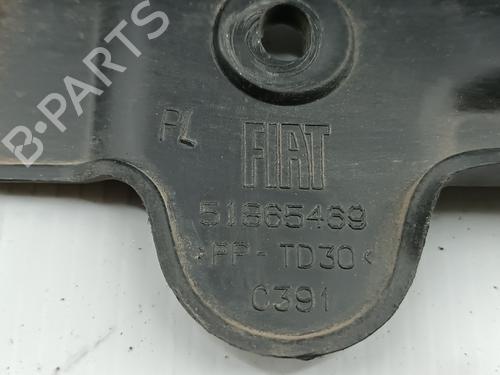 B-PARTS
PL FIAT
51865469
>PP-TD30<
C391